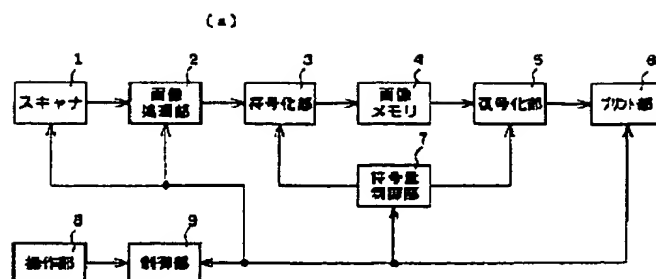 (a)
1 2 3 4 5 6
スキャナ 画像 符号化部 画像 復号化部 プリント部
処理部 メモリ
7
符号量
制御部
8 9
操作部 制御部